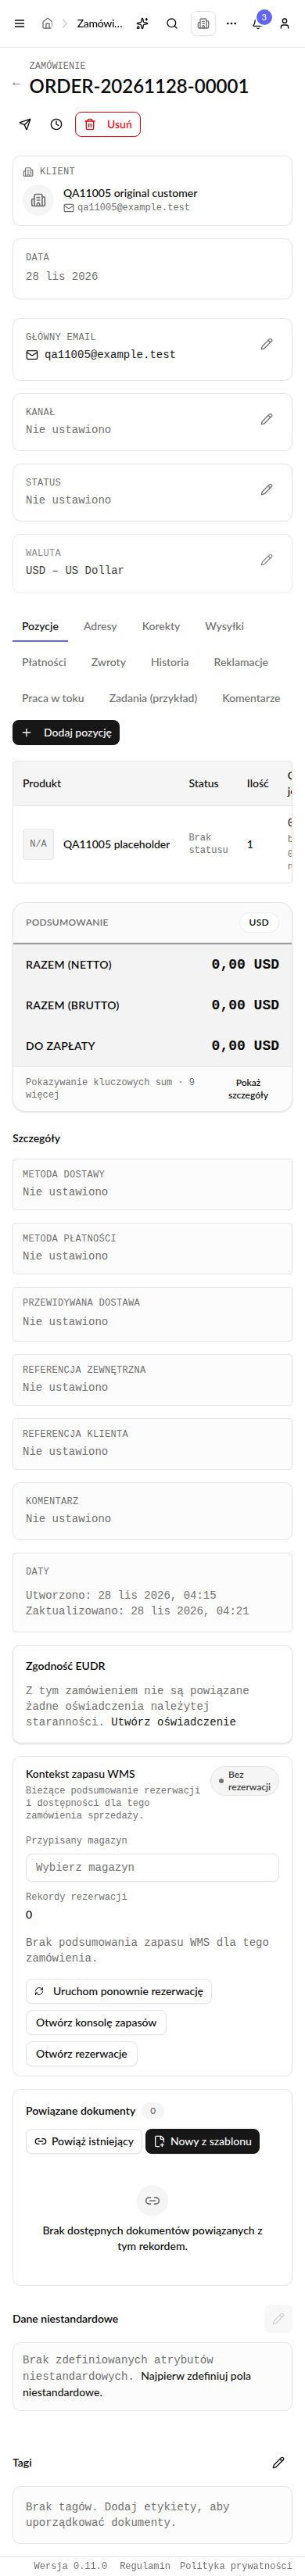 Zamówi...
3
ZAMÓWIENIE
← ORDER-20261128-00001
Usuń
KLIENT
QA11005 original customer
qa11005@example.test
DATA
28 lis 2026
GŁÓWNY EMAIL
qa11005@example.test
KANAŁ
Nie ustawiono
STATUS
Nie ustawiono
WALUTA
USD – US Dollar
Pozycje Adresy Korekty Wysyłki
Płatności Zwroty Historia Reklamacje
Praca w toku Zadania (przykład) Komentarze
+ Dodaj pozycję
Produkt Status Ilość
N/A QA11005 placeholder Brak statusu 1
PODSUMOWANIE USD
RAZEM (NETTO) 0,00 USD
RAZEM (BRUTTO) 0,00 USD
DO ZAPŁATY 0,00 USD
Pokazywanie kluczowych sum · 9
więcej
Pokaż
szczegóły
Szczegóły
METODA DOSTAWY
Nie ustawiono
METODA PŁATNOŚCI
Nie ustawiono
PRZEWIDYWANA DOSTAWA
Nie ustawiono
REFERENCJA ZEWNĘTRZNA
Nie ustawiono
REFERENCJA KLIENTA
Nie ustawiono
KOMENTARZ
Nie ustawiono
DATY
Utworzono: 28 lis 2026, 04:15
Zaktualizowano: 28 lis 2026, 04:21
Zgodność EUDR
Z tym zamówieniem nie są powiązane
żadne oświadczenia należytej
staranności. Utwórz oświadczenie
Kontekst zapasu WMS
Bez
rezerwacji
Bieżące podsumowanie rezerwacji
i dostępności dla tego
zamówienia sprzedaży.
Przypisany magazyn
Wybierz magazyn
Rekordy rezerwacji
0
Brak podsumowania zapasu WMS dla tego
zamówienia.
Uruchom ponownie rezerwację
Otwórz konsolę zapasów
Otwórz rezerwacje
Powiązane dokumenty 0
Powiąż istniejący Nowy z szablonu
Brak dostępnych dokumentów powiązanych z
tym rekordem.
Dane niestandardowe
Brak zdefiniowanych atrybutów
niestandardowych. Najpierw zdefiniuj pola
niestandardowe.
Tagi
Brak tagów. Dodaj etykiety, aby
uporządkować dokumenty.
Wersja 0.11.0 Regulamin Polityka prywatności